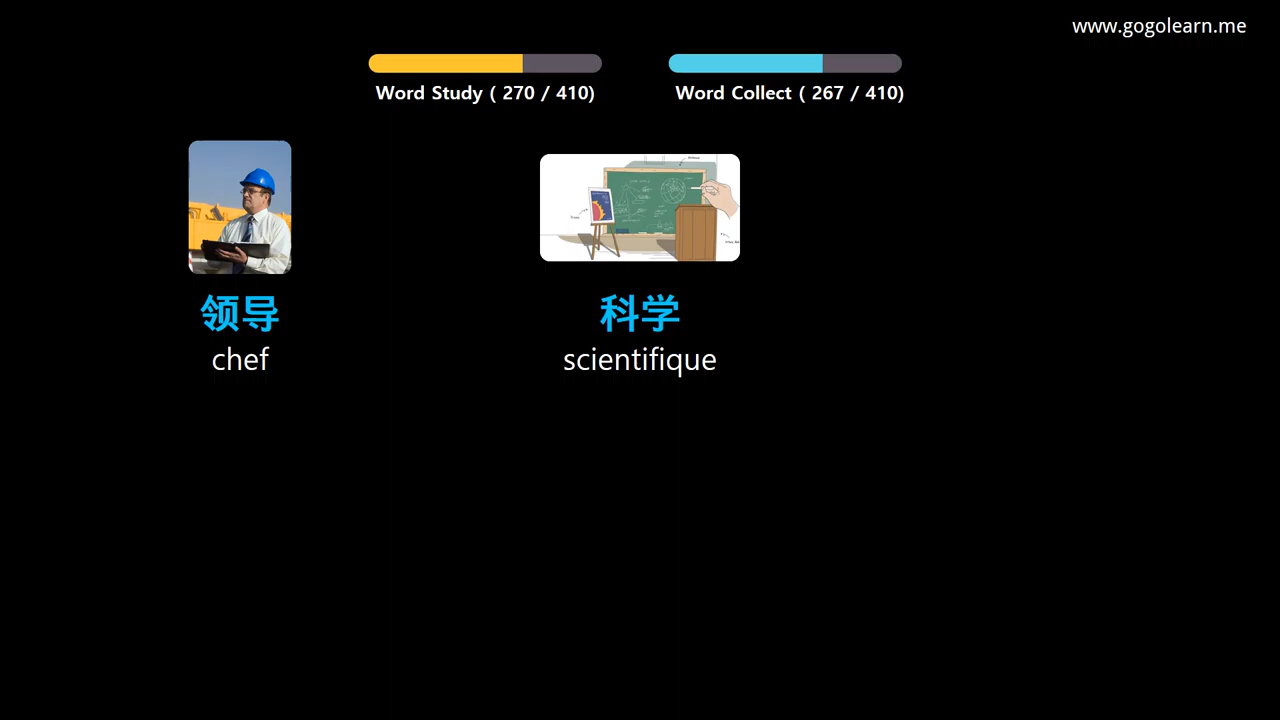 www.gogolearn.me
Word Study ( 270 / 410)
Word Collect ( 267 / 410)
领导
chef
科学
scientifique